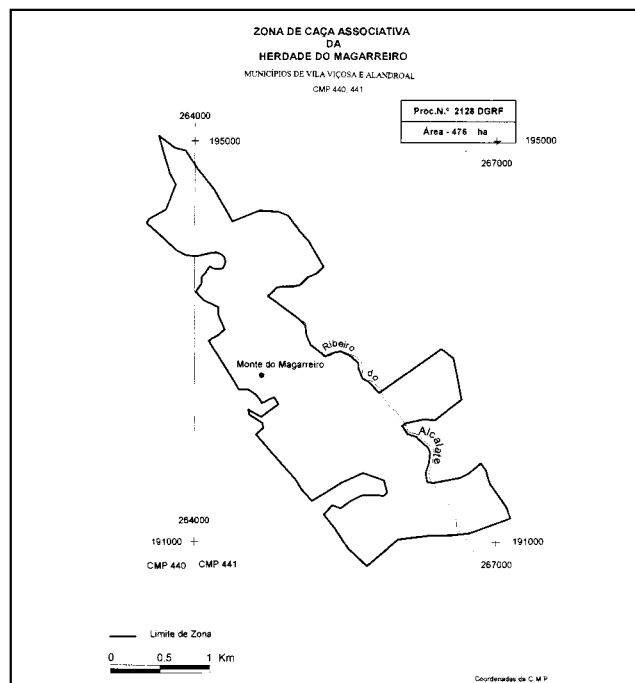 ZONA DE CAÇA ASSOCIATIVA
DA
HERDADE DO MAGARREIRO
MUNICÍPIOS DE VILA VIÇOSA E ALANDROAL
CMP 440, 441
Proc.N.º 2128 DGRF
Área - 476 ha
264000
195000
195000
267000
Ribeiro do Alcalate
Monte do Magarreiro
264000
191000
191000
267000
CMP 440 CMP 441
Limite de Zona
0 0.5 1 Km
Coordenadas da C M P